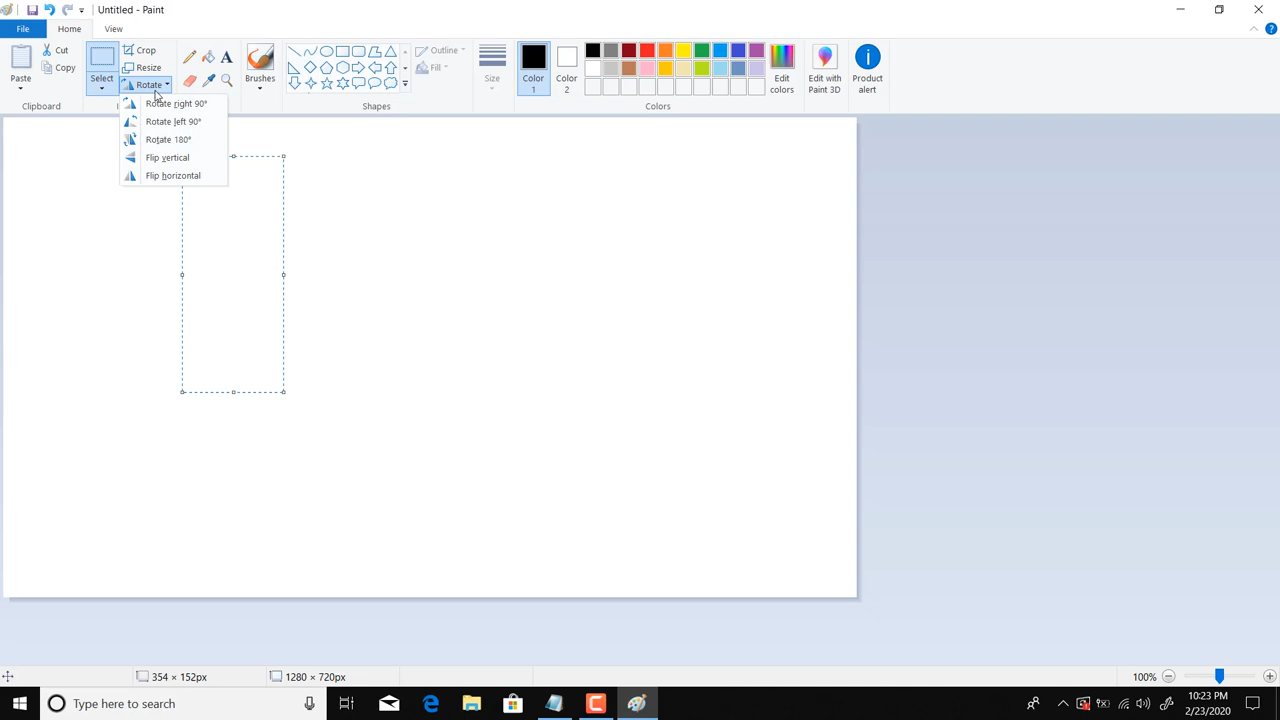 Untitled - Paint
File Home View
Paste
Cut
Copy
Clipboard
Select
Crop
Resize
Rotate
Rotate right 90°
Rotate left 90°
Rotate 180°
Flip vertical
Flip horizontal
A
Brushes
Shapes
Outline
Fill
Size
Color 1
Color 2
Colors
Edit colors
Edit with Paint 3D
Product alert
354 × 152px
1280 × 720px
100%
Type here to search
10:23 PM
2/23/2020